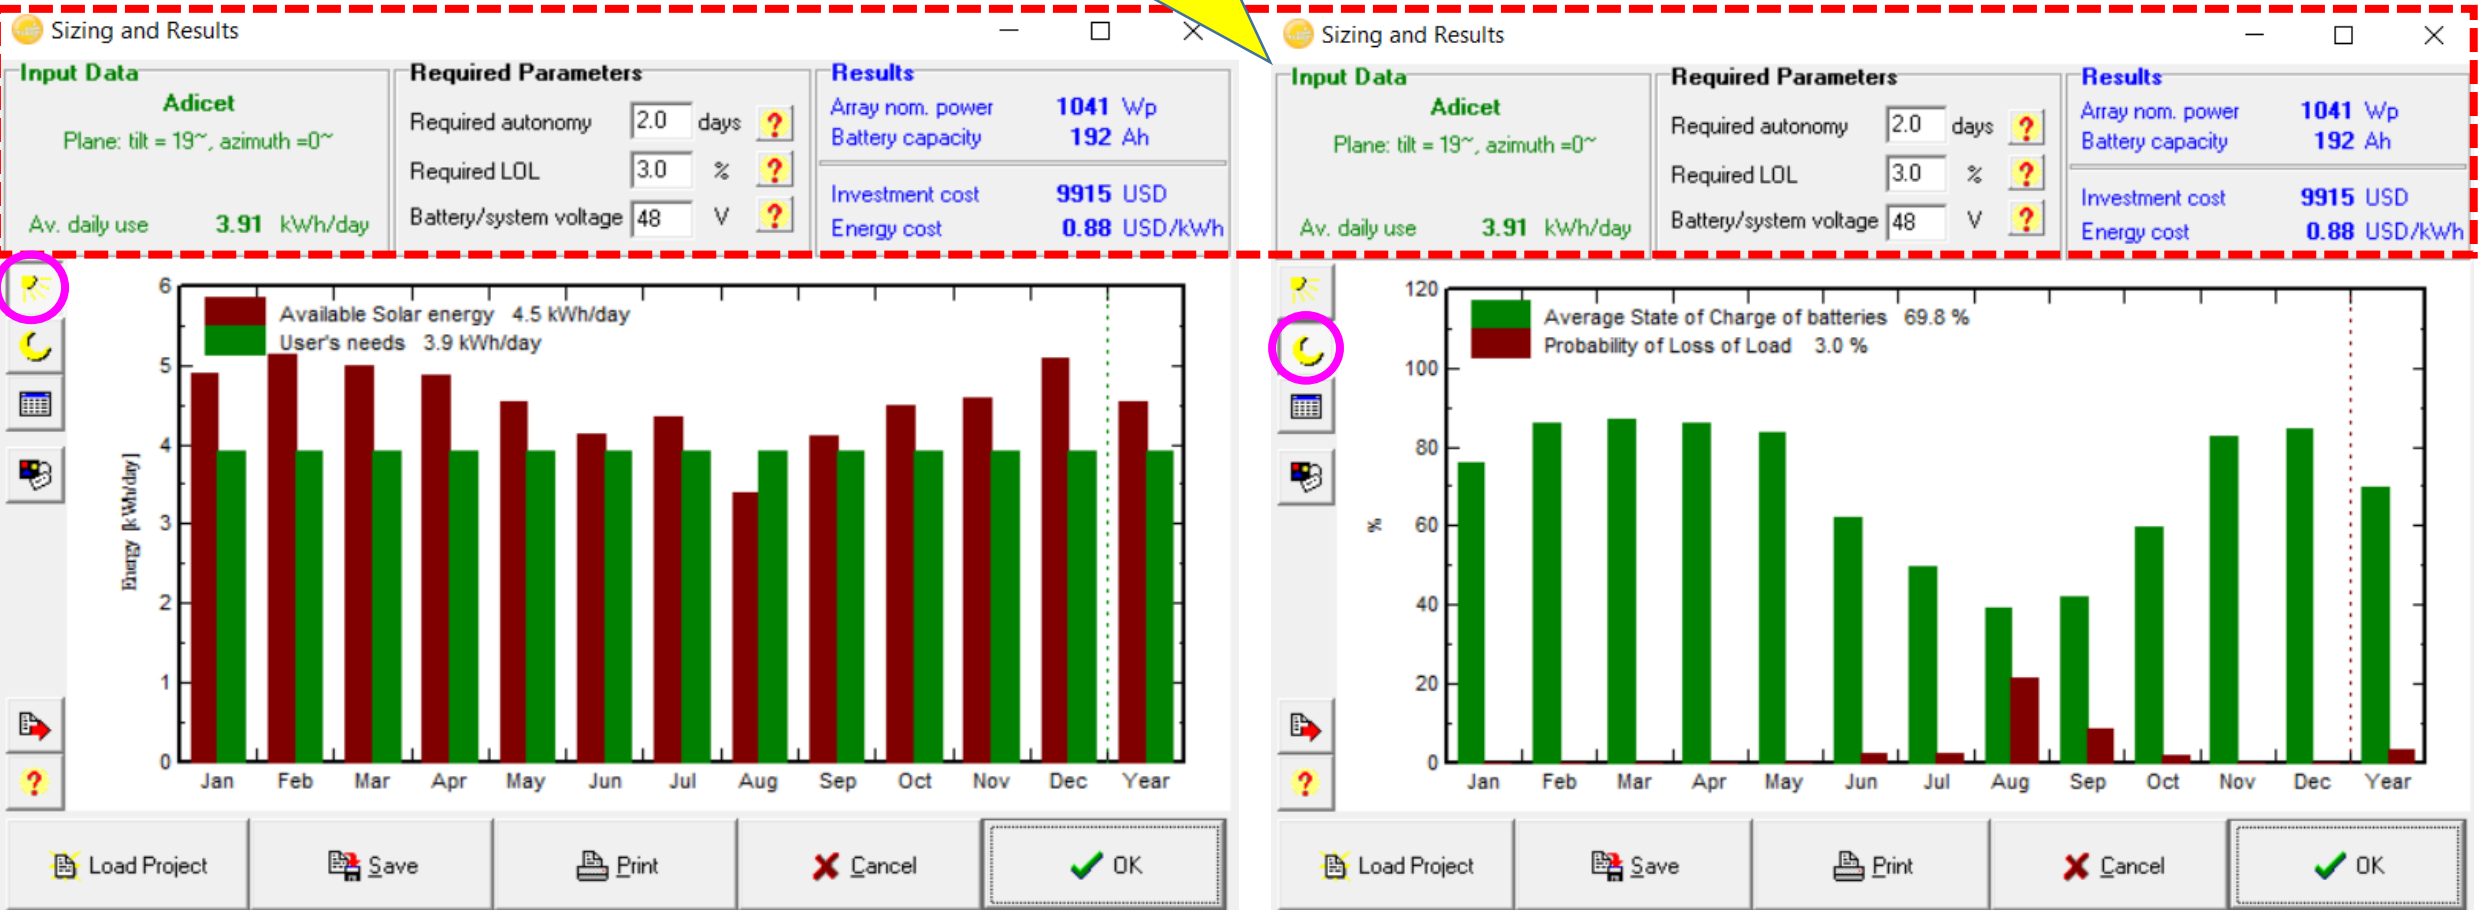 Sizing and Results
Input Data
Adicet
Plane: tilt = 19~, azimuth =0~
Av. daily use 3.91 kWh/day
Required Parameters
Required autonomy 2.0 days ?
Required LOL 3.0 % ?
Battery/system voltage 48 V ?
Results
Array nom. power 1041 Wp
Battery capacity 192 Ah
Investment cost 9915 USD
Energy cost 0.88 USD/kWh
Available Solar energy 4.5 kWh/day
User's needs 3.9 kWh/day
Energy [kWh/day]
6
5
4
3
2
1
0
Jan Feb Mar Apr May Jun Jul Aug Sep Oct Nov Dec Year
?
Load Project Save Print Cancel OK
Sizing and Results
Input Data
Adicet
Plane: tilt = 19~, azimuth =0~
Av. daily use 3.91 kWh/day
Required Parameters
Required autonomy 2.0 days ?
Required LOL 3.0 % ?
Battery/system voltage 48 V ?
Results
Array nom. power 1041 Wp
Battery capacity 192 Ah
Investment cost 9915 USD
Energy cost 0.88 USD/kWh
Average State of Charge of batteries 69.8 %
Probability of Loss of Load 3.0 %
%
120
100
80
60
40
20
0
Jan Feb Mar Apr May Jun Jul Aug Sep Oct Nov Dec Year
?
Load Project Save Print Cancel OK